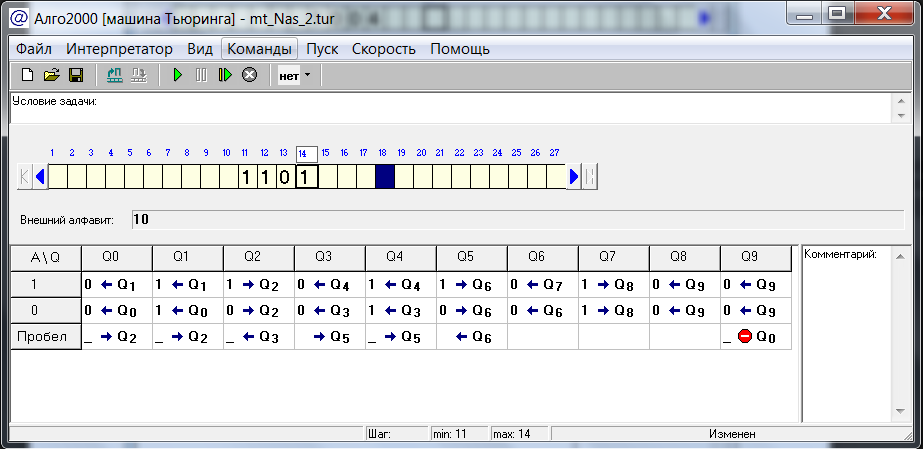 Алго2000 [машина Тьюринга] - mt_Nas_2.tur
Файл Интерпретатор Вид Команды Пуск Скорость Помощь
нет
Условие задачи:
1 2 3 4 5 6 7 8 9 10 11 12 13 14 15 16 17 18 19 20 21 22 23 24 25 26 27
1 1 0 1
Внешний алфавит: 10
А \ Q Q0 Q1 Q2 Q3 Q4 Q5 Q6 Q7 Q8 Q9 Комментарий:
1 0 ← Q1 1 ← Q1 1 → Q2 0 ← Q4 1 ← Q4 1 → Q6 0 ← Q7 1 → Q8 0 ← Q9 0 ← Q9
0 0 ← Q0 1 ← Q0 0 → Q2 0 ← Q3 1 ← Q3 0 → Q6 0 ← Q6 1 → Q8 0 ← Q9 0 ← Q9
Пробел _ → Q2 _ → Q2 _ ← Q3 → Q5 _ → Q5 ← Q6 _ Q0
Шаг: min: 11 max: 14 Изменен